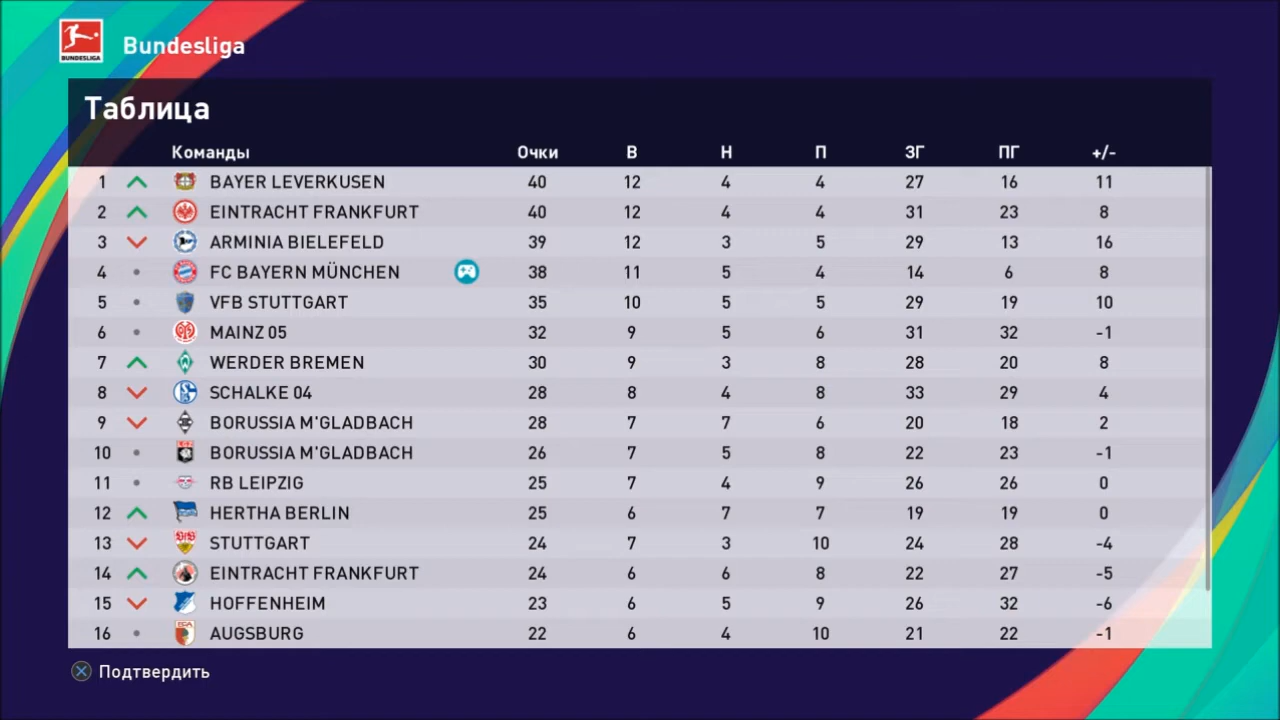 BUNDESLIGA
Bundesliga
Таблица
Команды Очки В Н П ЗГ ПГ +/-
1 BAYER LEVERKUSEN 40 12 4 4 27 16 11
2 EINTRACHT FRANKFURT 40 12 4 4 31 23 8
3 ARMINIA BIELEFELD 39 12 3 5 29 13 16
4 FC BAYERN MÜNCHEN 38 11 5 4 14 6 8
5 VFB STUTTGART 35 10 5 5 29 19 10
6 MAINZ 05 32 9 5 6 31 32 -1
7 WERDER BREMEN 30 9 3 8 28 20 8
8 SCHALKE 04 28 8 4 8 33 29 4
9 BORUSSIA M'GLADBACH 28 7 7 6 20 18 2
10 BORUSSIA M'GLADBACH 26 7 5 8 22 23 -1
11 RB LEIPZIG 25 7 4 9 26 26 0
12 HERTHA BERLIN 25 6 7 7 19 19 0
13 STUTTGART 24 7 3 10 24 28 -4
14 EINTRACHT FRANKFURT 24 6 6 8 22 27 -5
15 HOFFENHEIM 23 6 5 9 26 32 -6
16 AUGSBURG 22 6 4 10 21 22 -1
Подтвердить